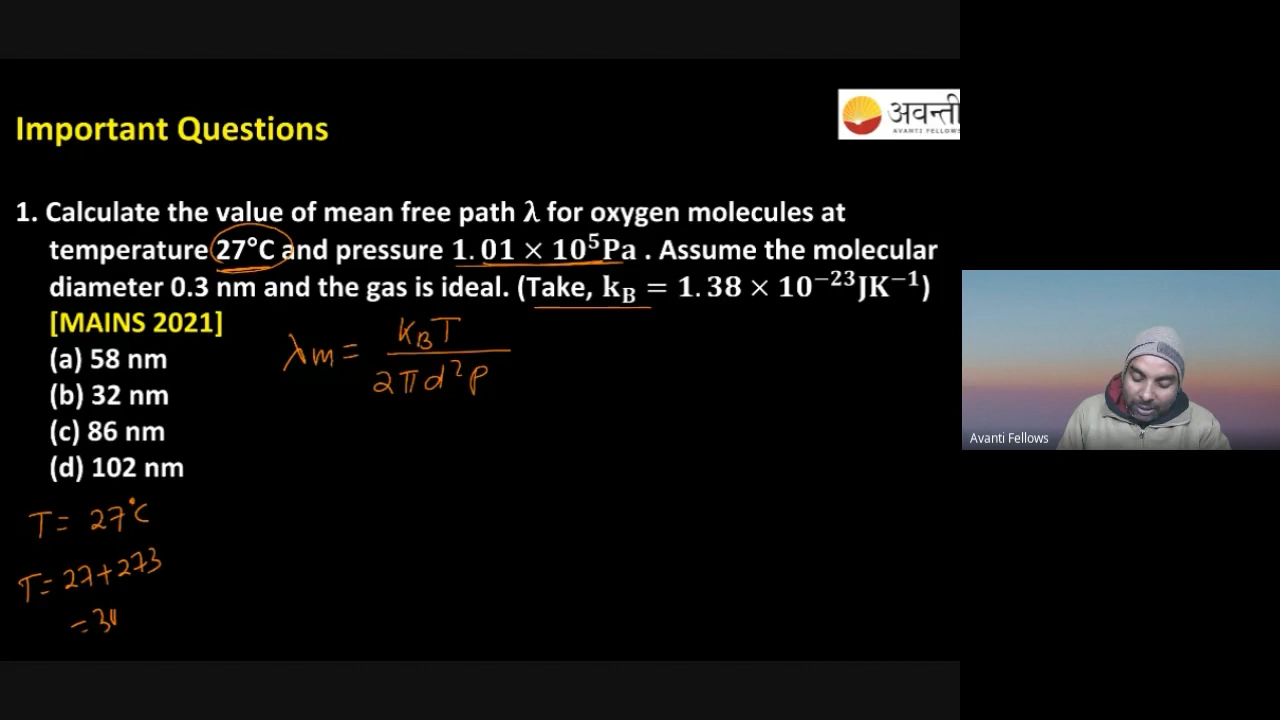 Important Questions
अवन्ती
AVANTI FELLOWS
1. Calculate the value of mean free path λ for oxygen molecules at
temperature 27°C and pressure 1.01 × 10⁵Pa . Assume the molecular
diameter 0.3 nm and the gas is ideal. (Take, k_B = 1.38 × 10⁻²³JK⁻¹)
[MAINS 2021]
(a) 58 nm
(b) 32 nm
(c) 86 nm
(d) 102 nm
λm = K_BT / 2πd²P
T= 27°C
T= 27+273
Avanti Fellows